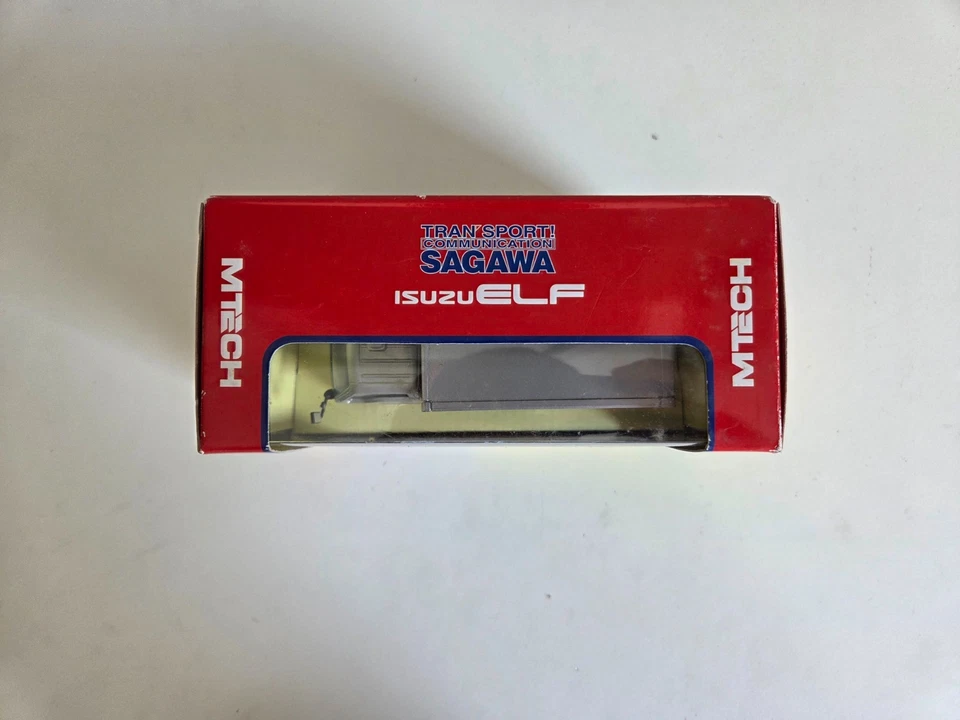 TRAN'SPORT!
[COMMUNICATION]
SAGAWA
ISUZU ELF
MTECH
MTECH